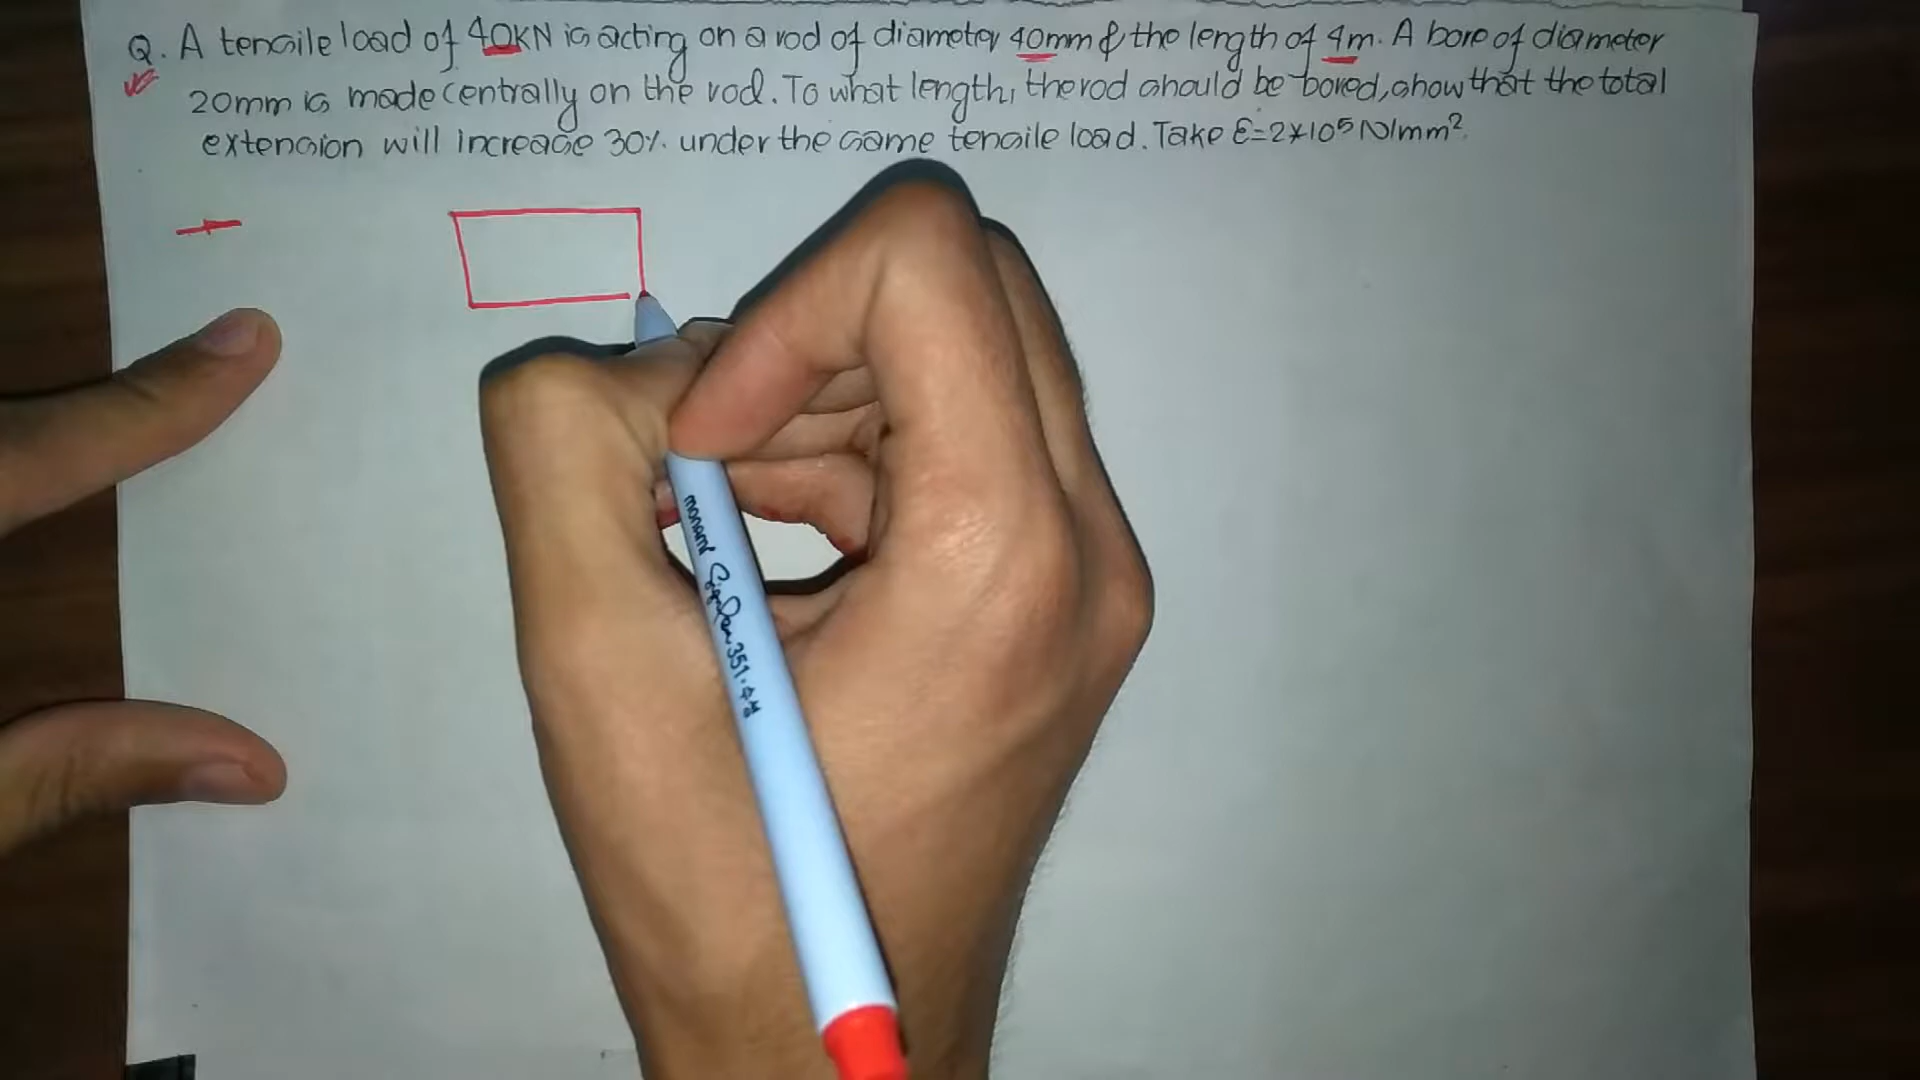 Q. A tensile load of 40KN is acting on a rod of diameter 40mm & the length of 4m. A bore of diameter
20mm is made centrally on the rod. To what length, the rod should be bored, show that the total
extension will increase 30% under the same tensile load. Take E=2*10⁵ N/mm².
monami Sign Pen 351.